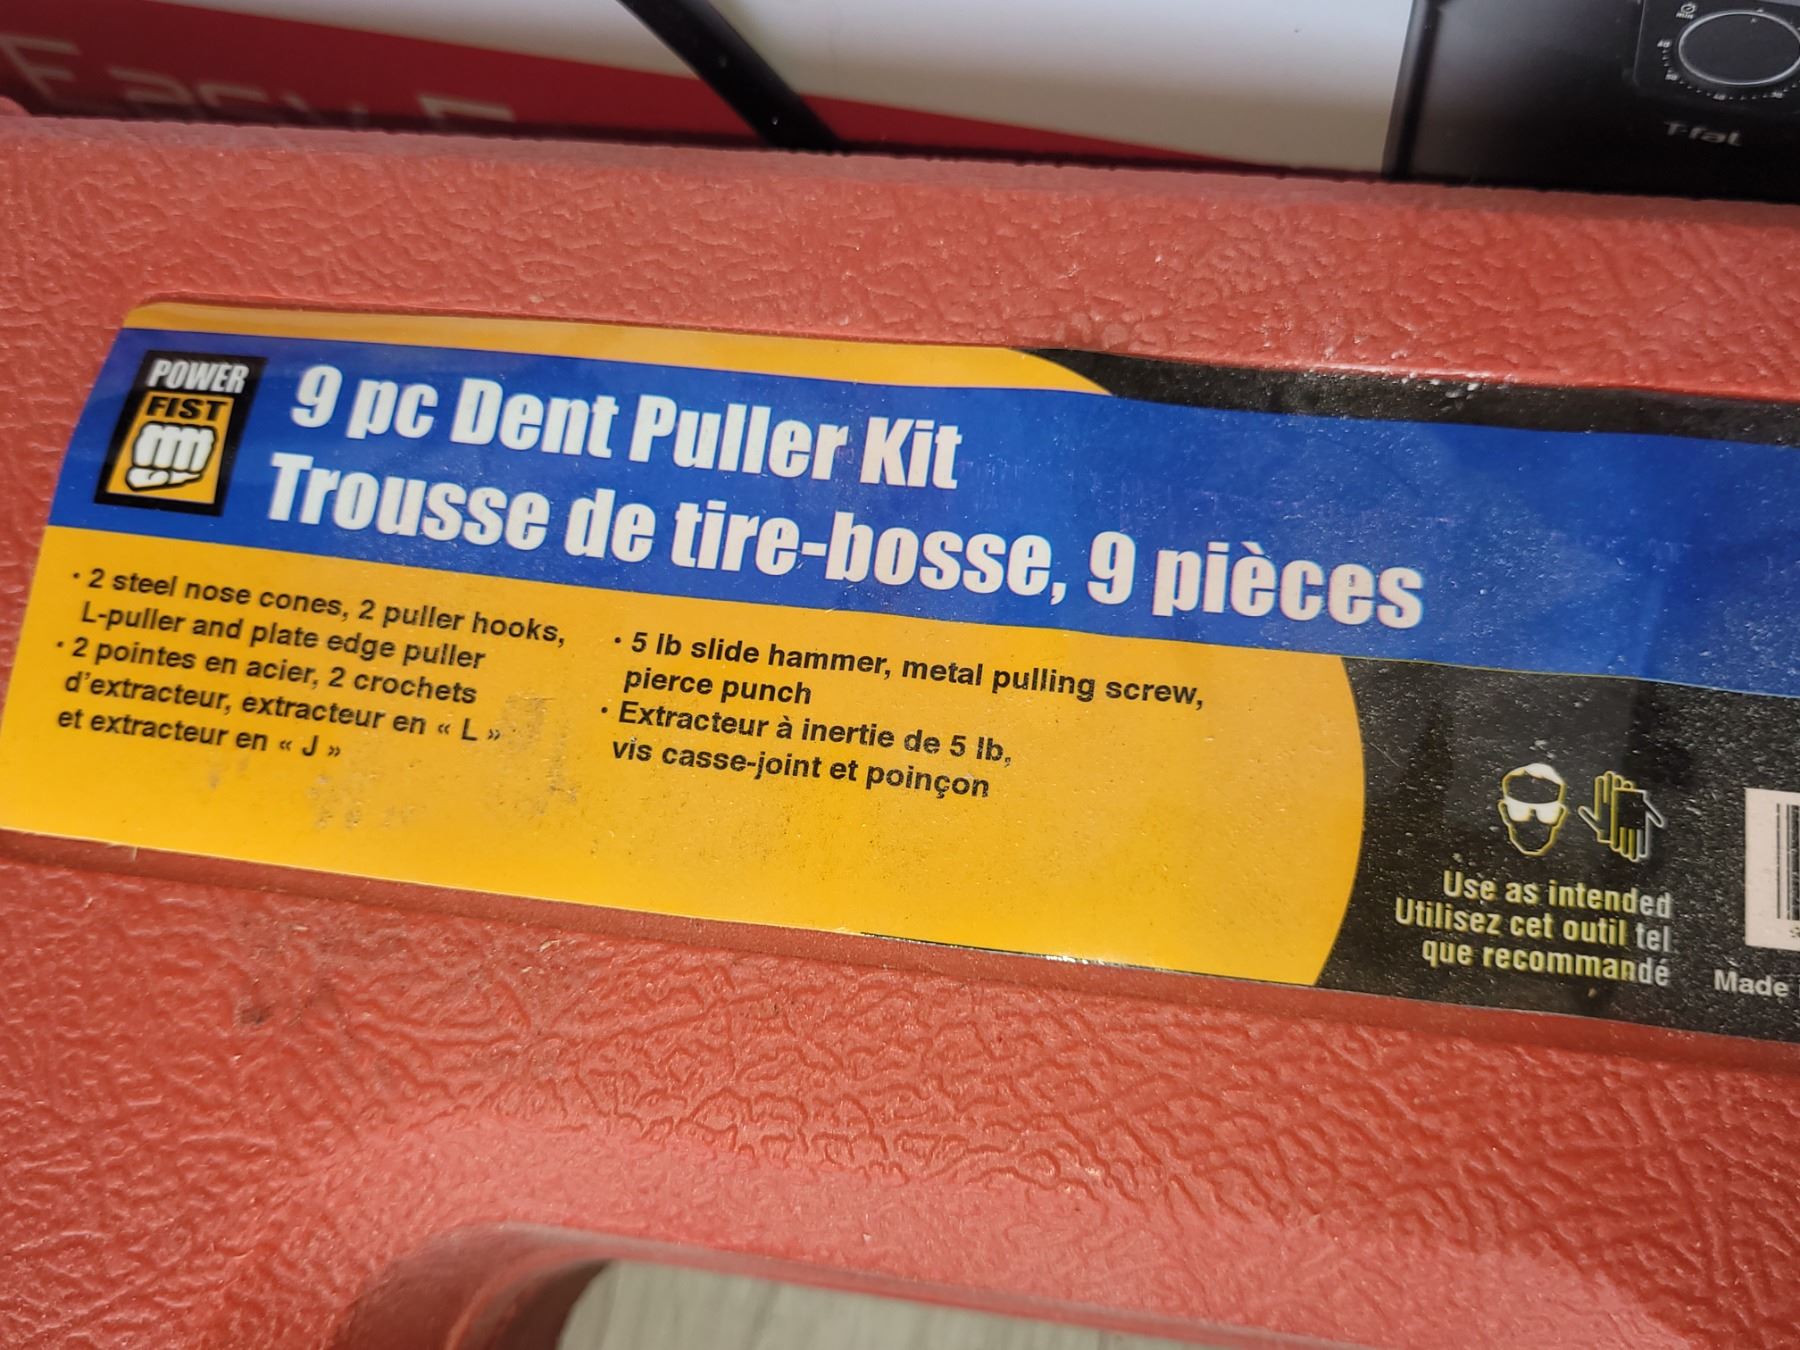 T-fal
POWER
FIST
9 pc Dent Puller Kit
Trousse de tire-bosse, 9 pièces
· 2 steel nose cones, 2 puller hooks,
L-puller and plate edge puller
· 2 pointes en acier, 2 crochets
d'extracteur, extracteur en « L »
et extracteur en « J »
· 5 lb slide hammer, metal pulling screw,
pierce punch
· Extracteur à inertie de 5 lb,
vis casse-joint et poinçon
Use as intended
Utilisez cet outil tel
que recommandé
Made